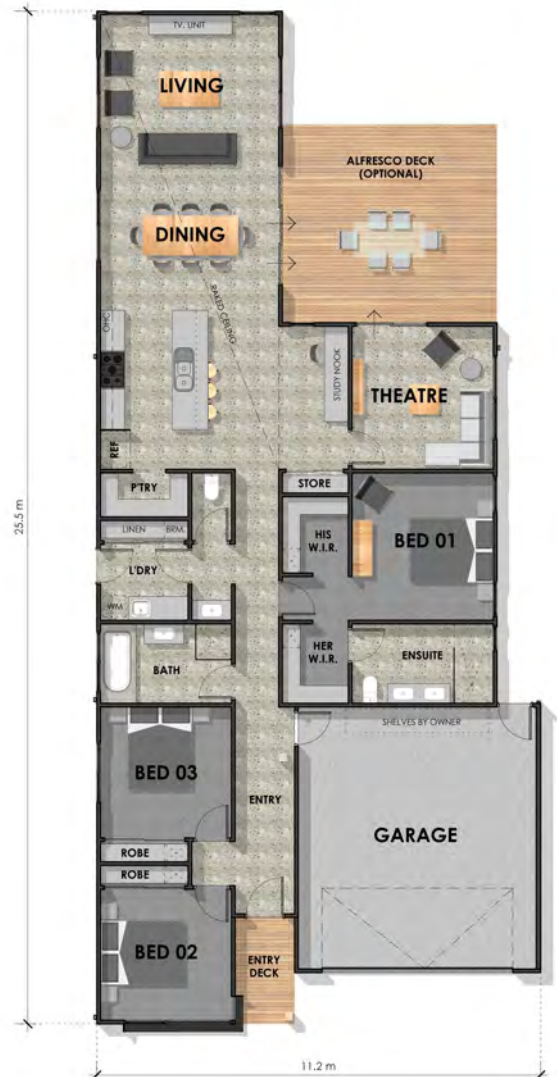 TV. UNIT
LIVING
ALFRESCO DECK
(OPTIONAL)
DINING
RAKED CEILING
OHC
STUDY NOOK
THEATRE
REF
P'TRY
STORE
LINEN
BRM.
HIS
W.I.R.
BED 01
25.5 m
L'DRY
WM
HER
W.I.R.
ENSUITE
BATH
SHELVES BY OWNER
BED 03
ENTRY
GARAGE
ROBE
ROBE
BED 02
ENTRY
DECK
11.2 m